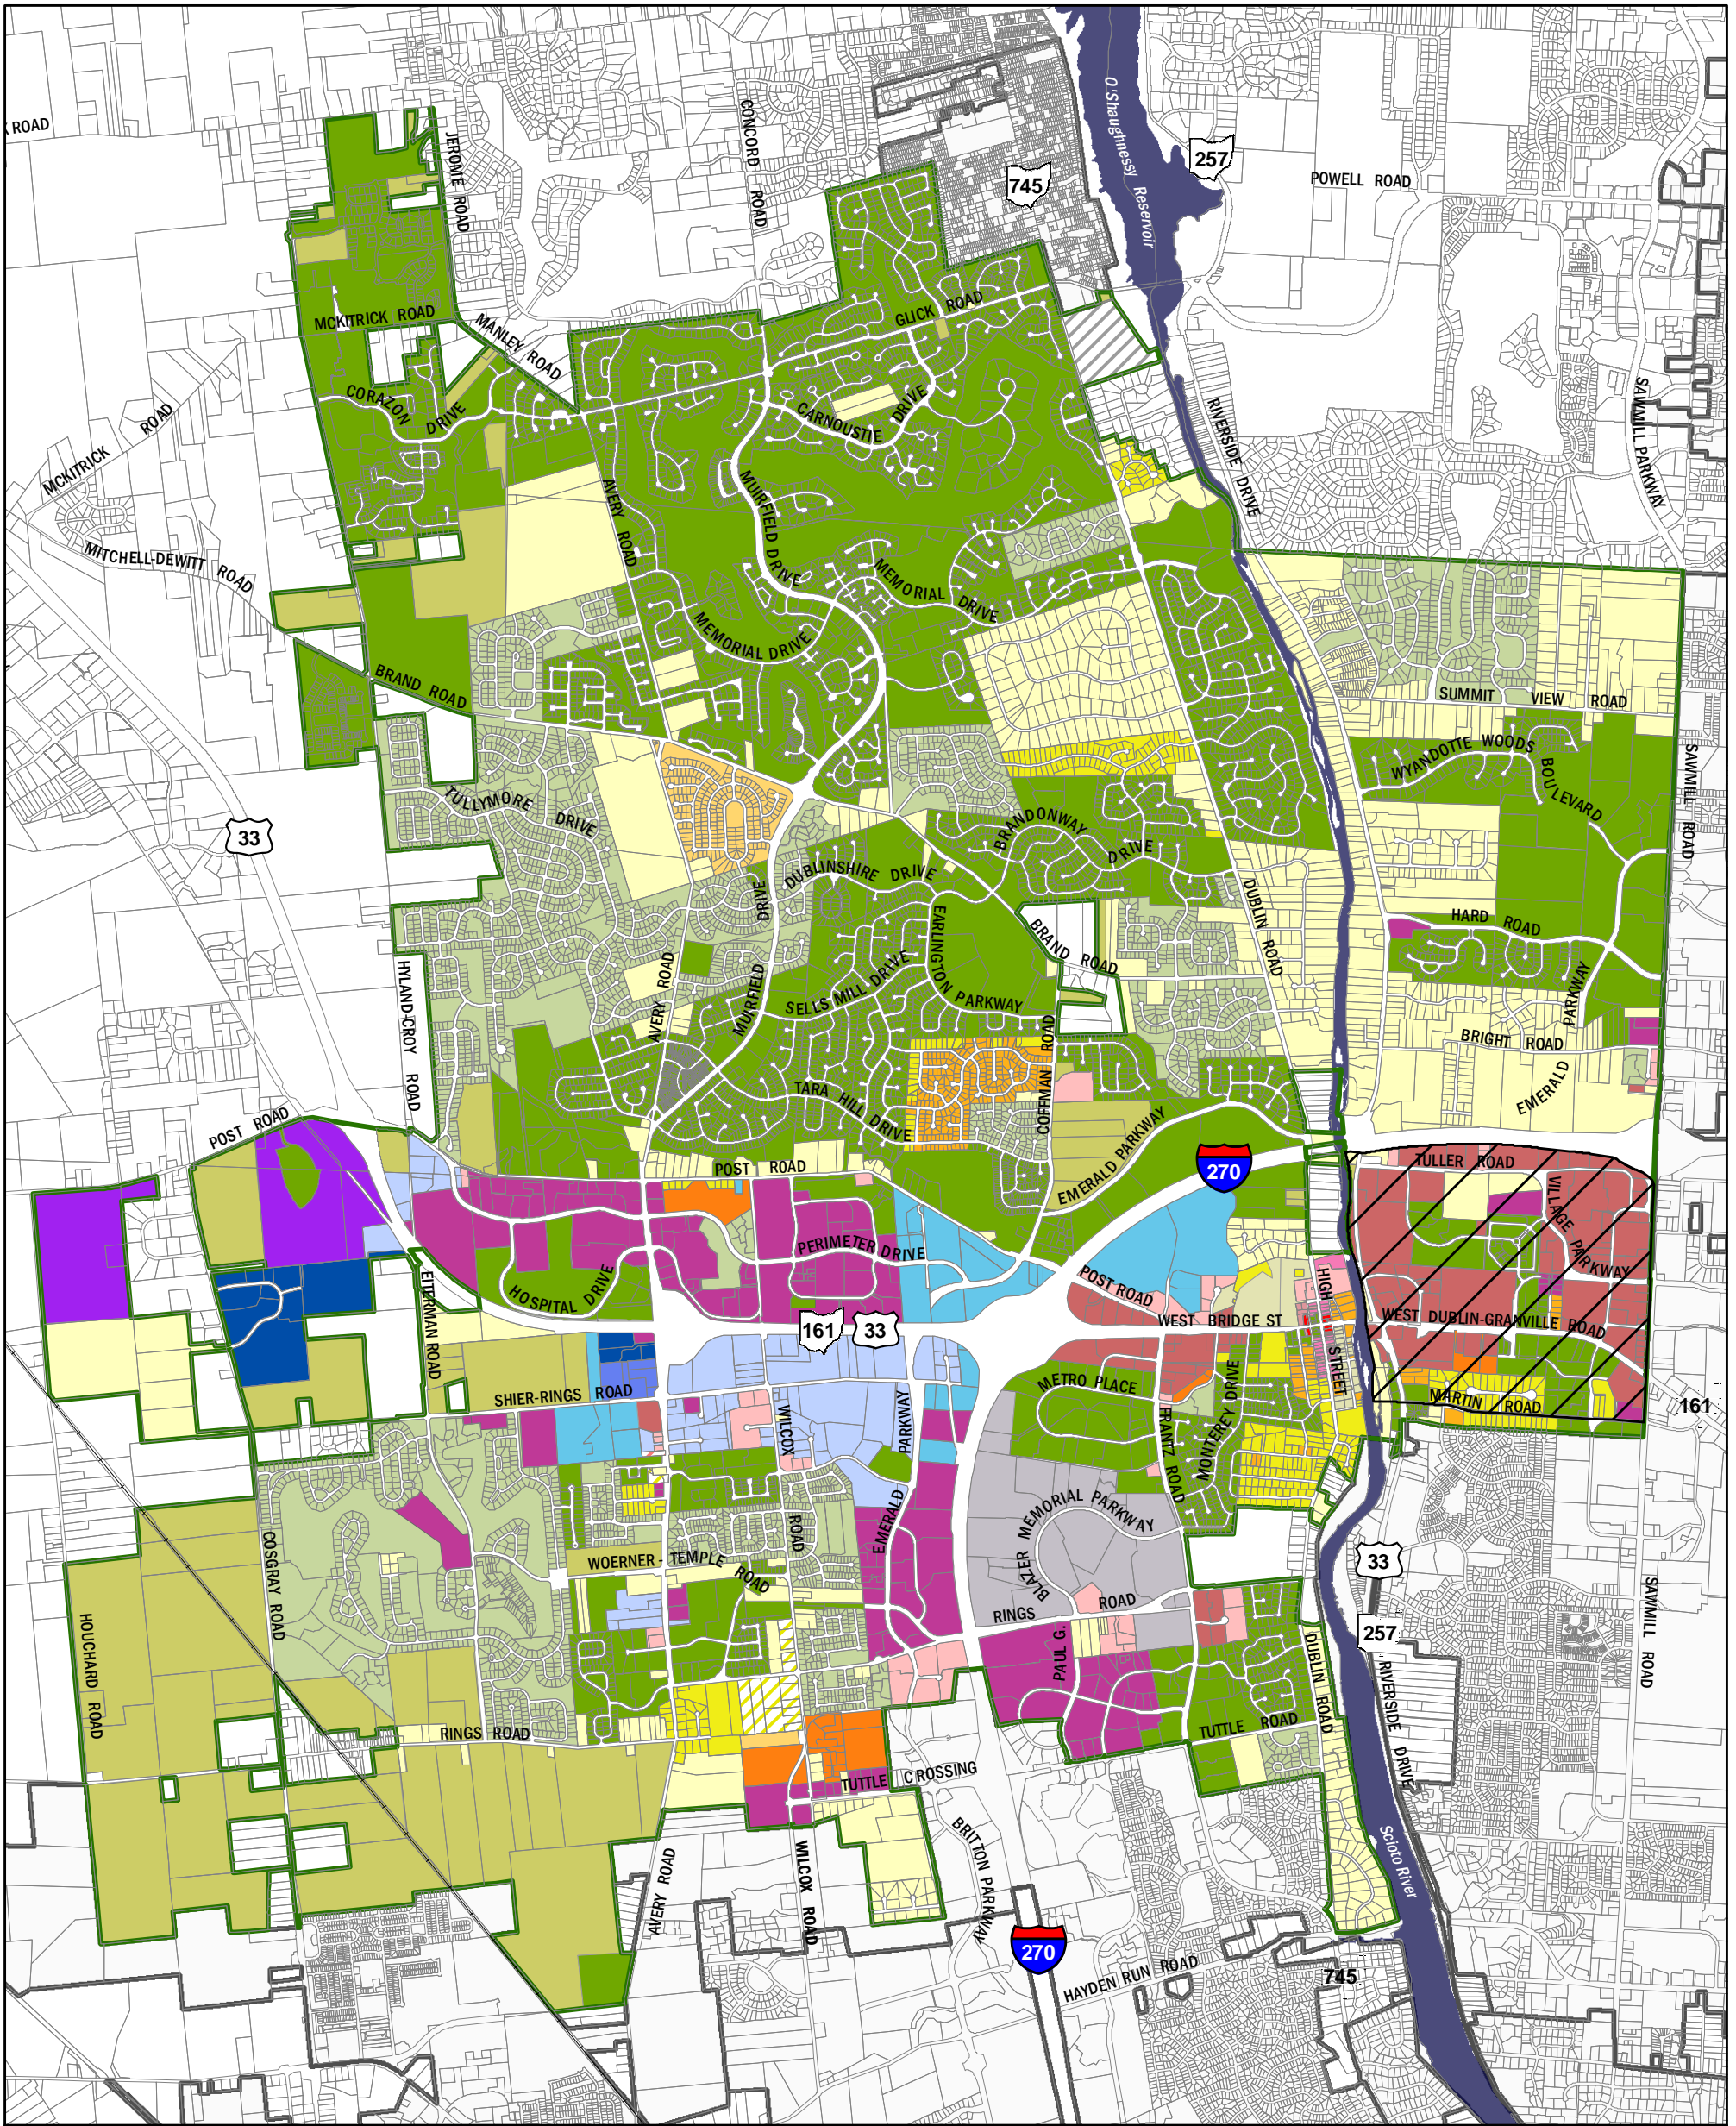 ROAD
JEROME ROAD
CONCORD ROAD
O'Shaughnessy Reservoir
257
745
POWELL ROAD
MCKITRICK ROAD
MANLEY ROAD
GLICK ROAD
CORAZON DRIVE
CARNOUSTIE DRIVE
RIVERSIDE DRIVE
SAWMILL PARKWAY
MCKITRICK ROAD
AVERY ROAD
MUIRFIELD DRIVE
MITCHELL-DEWITT ROAD
MEMORIAL DRIVE
MEMORIAL DRIVE
BRAND ROAD
SUMMIT VIEW ROAD
WYANDOTTE WOODS BOULEVARD
SAWMILL ROAD
TULLYMORE DRIVE
33
BRANDONWAY DRIVE
DUBLINSHIRE DRIVE
MUIRFIELD DRIVE
EARLINGTON PARKWAY
DUBLIN ROAD
HARD ROAD
BRAND ROAD
HYLAND-CROY ROAD
AVERY ROAD
SELLS MILL DRIVE
EMERALD PARKWAY
BRIGHT ROAD
TARA HILL DRIVE
COFFMAN ROAD
POST ROAD
EMERALD PARKWAY
POST ROAD
270
TULLER ROAD
VILLAGE PARKWAY
PERIMETER DRIVE
HOSPITAL DRIVE
EITERMAN ROAD
POST ROAD
HIGH STREET
161
33
WEST BRIDGE ST
WEST DUBLIN-GRANVILLE ROAD
SHIER-RINGS ROAD
METRO PLACE
MONTEREY DRIVE
MARTIN ROAD
161
WILCOX ROAD
EMERALD PARKWAY
FRANTZ ROAD
BLAZER MEMORIAL PARKWAY
COSGRAY ROAD
WOERNER-TEMPLE ROAD
33
RINGS ROAD
HOUCHARD ROAD
PAUL G.
257
DUBLIN ROAD
RIVERSIDE DRIVE
SAWMILL ROAD
RINGS ROAD
TUTTLE ROAD
TUTTLE CROSSING
BRITTON PARKWAY
WILCOX ROAD
AVERY ROAD
Scioto River
270
HAYDEN RUN ROAD
745